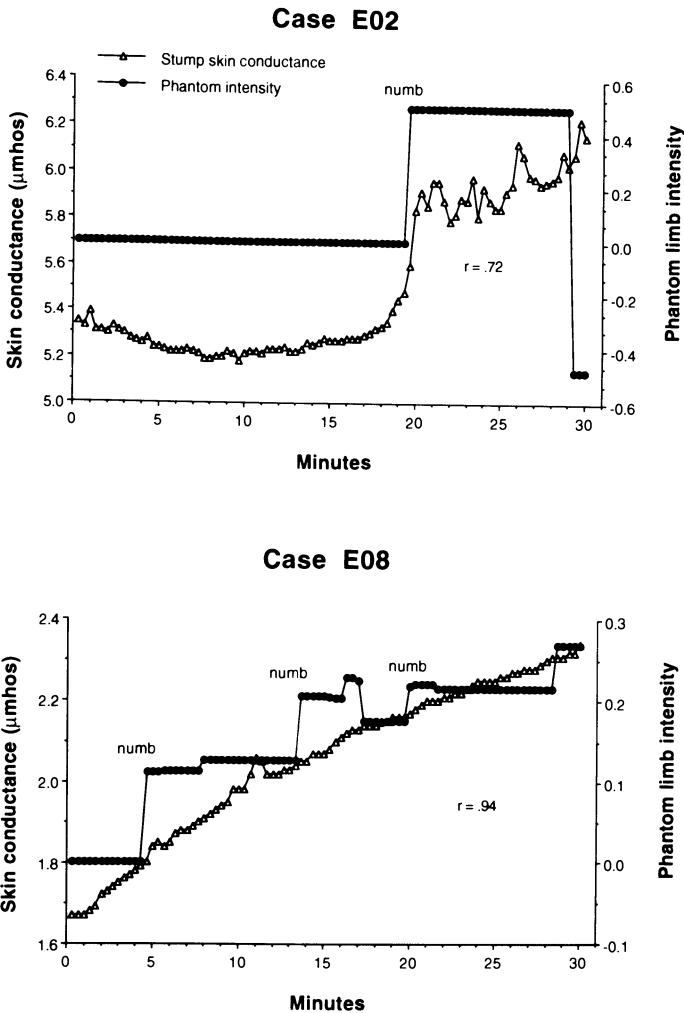 Case E02
Stump skin conductance
Phantom intensity
numb
6.4
6.2
6.0
5.8
5.6
5.4
5.2
5.0
Skin conductance (µmhos)
0.6
0.4
0.2
0.0
-0.2
-0.4
-0.6
Phantom limb intensity
r = .72
0 5 10 15 20 25 30
Minutes
Case E08
2.4
2.2
2.0
1.8
1.6
Skin conductance (µmhos)
numb
numb
numb
0.3
0.2
0.1
0.0
-0.1
Phantom limb intensity
r = .94
0 5 10 15 20 25 30
Minutes